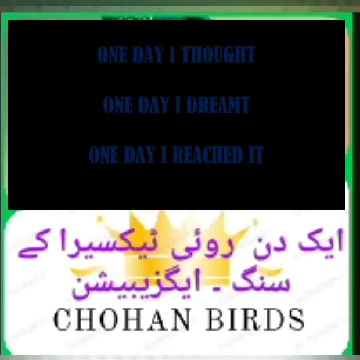 ONE DAY I THOUGHT
ONE DAY I DREAMT
ONE DAY I REACHED IT
ایک دن روئی ٹیکسیرا کے
سنگ ۔ ایگزیبیشن
CHOHAN BIRDS